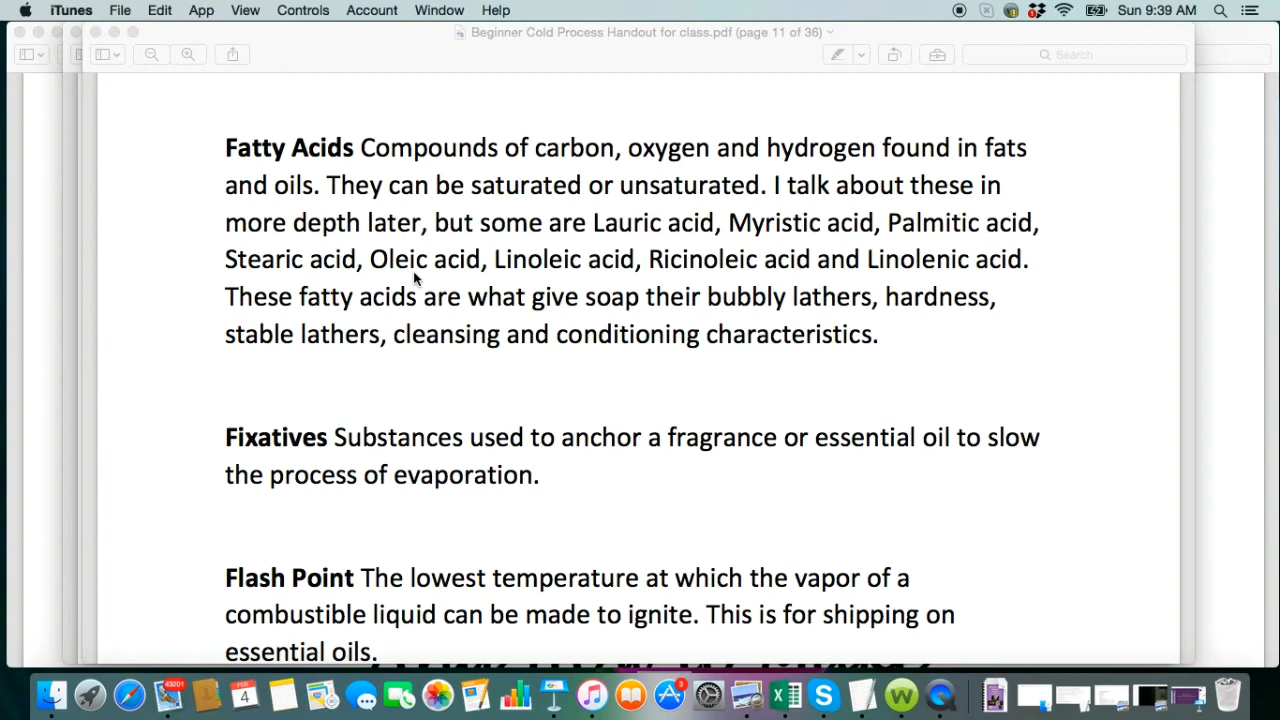 iTunes File Edit View Controls Account Window Help Sun 9:39 AM
Beginner Cold Process Handout for class.pdf (page 11 of 36)
Search
Fatty Acids Compounds of carbon, oxygen and hydrogen found in fats
and oils. They can be saturated or unsaturated. I talk about these in
more depth later, but some are Lauric acid, Myristic acid, Palmitic acid,
Stearic acid, Oleic acid, Linoleic acid, Ricinoleic acid and Linolenic acid.
These fatty acids are what give soap their bubbly lathers, hardness,
stable lathers, cleansing and conditioning characteristics.
Fixatives Substances used to anchor a fragrance or essential oil to slow
the process of evaporation.
Flash Point The lowest temperature at which the vapor of a
combustible liquid can be made to ignite. This is for shipping on
essential oils.
43201
FEB
4
3